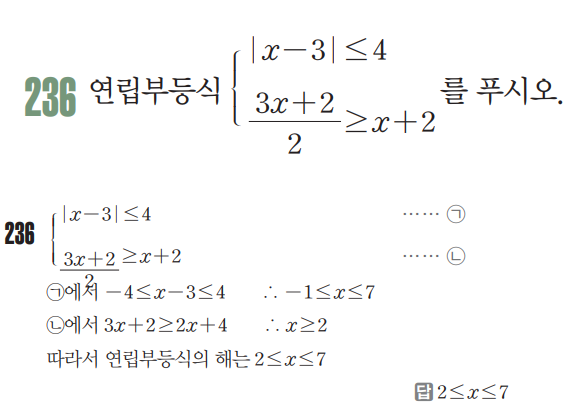 236 연립부등식 { |x-3|≤4
(3x+2)/2≥x+2 를 푸시오.
236 { |x-3|≤4 …… ㉠
(3x+2)/2≥x+2 …… ㉡
㉠에서 -4≤x-3≤4 ∴ -1≤x≤7
㉡에서 3x+2≥2x+4 ∴ x≥2
따라서 연립부등식의 해는 2≤x≤7
답 2≤x≤7